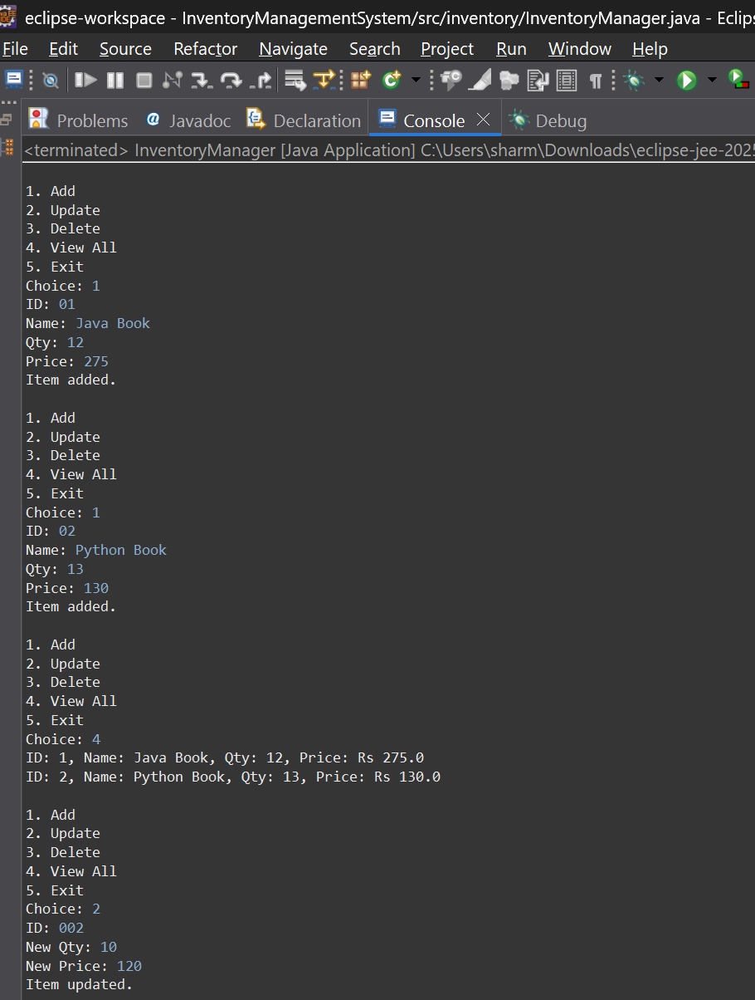 eclipse-workspace - InventoryManagementSystem/src/inventory/InventoryManager.java - Eclips
File Edit Source Refactor Navigate Search Project Run Window Help
Problems Javadoc Declaration Console Debug
<terminated> InventoryManager [Java Application] C:\Users\sharm\Downloads\eclipse-jee-2025
1. Add
2. Update
3. Delete
4. View All
5. Exit
Choice: 1
ID: 01
Name: Java Book
Qty: 12
Price: 275
Item added.
1. Add
2. Update
3. Delete
4. View All
5. Exit
Choice: 1
ID: 02
Name: Python Book
Qty: 13
Price: 130
Item added.
1. Add
2. Update
3. Delete
4. View All
5. Exit
Choice: 4
ID: 1, Name: Java Book, Qty: 12, Price: Rs 275.0
ID: 2, Name: Python Book, Qty: 13, Price: Rs 130.0
1. Add
2. Update
3. Delete
4. View All
5. Exit
Choice: 2
ID: 002
New Qty: 10
New Price: 120
Item updated.